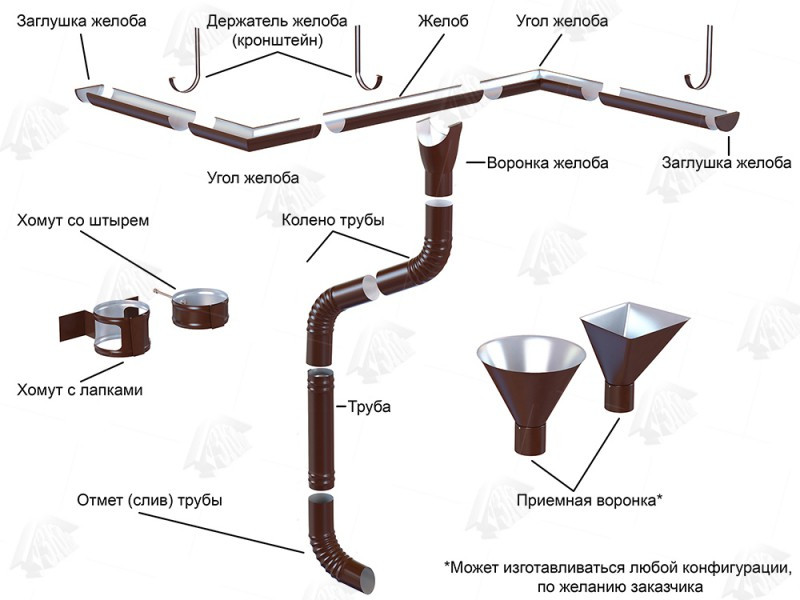 Заглушка желоба
Держатель желоба
(кронштейн)
Желоб
Угол желоба
Угол желоба
Воронка желоба
Заглушка желоба
Хомут со штырем
Колено трубы
Хомут с лапками
Труба
Отмет (слив) трубы
Приемная воронка*
*Может изготавливаться любой конфигурации,
по желанию заказчика